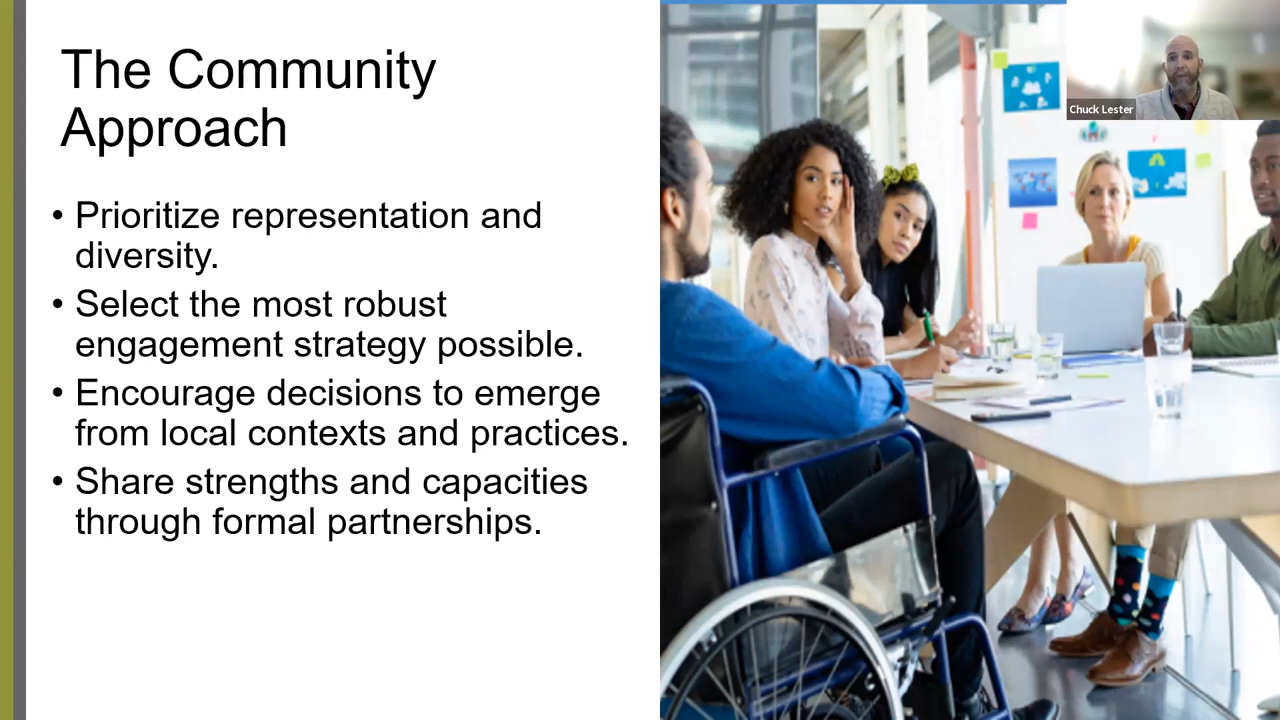 The Community
Approach
• Prioritize representation and
diversity.
• Select the most robust
engagement strategy possible.
• Encourage decisions to emerge
from local contexts and practices.
• Share strengths and capacities
through formal partnerships.
Chuck Lester